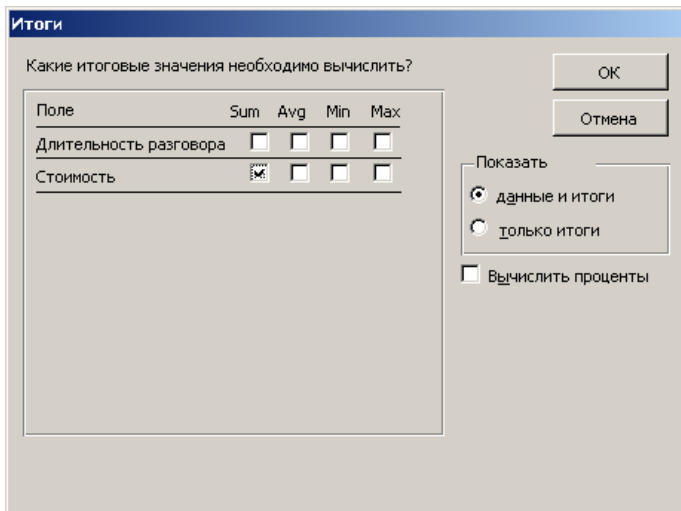 Итоги
Какие итоговые значения необходимо вычислить?
Поле Sum Avg Min Max
Длительность разговора
Стоимость
OK
Отмена
Показать
данные и итоги
только итоги
Вычислить проценты